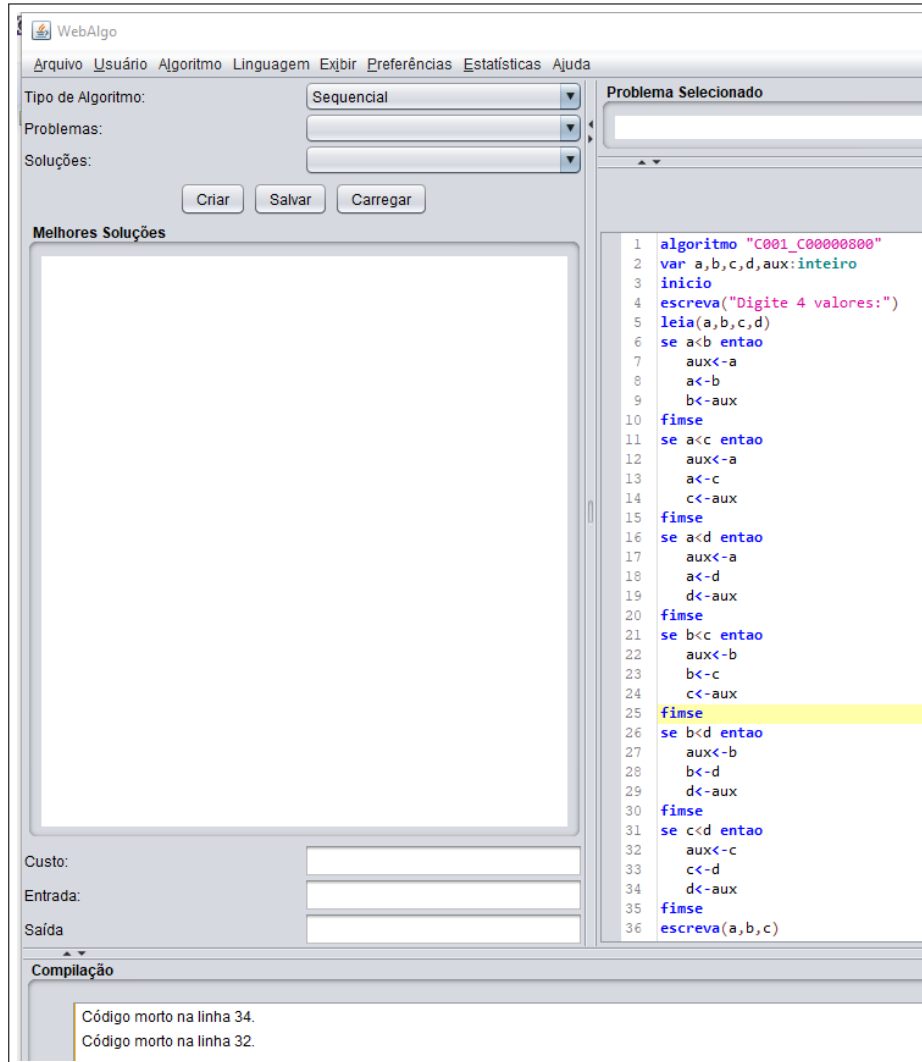 WebAlgo
Arquivo Usuário Algoritmo Linguagem Exibir Preferências Estatísticas Ajuda
Tipo de Algoritmo:
Sequencial
Problemas:
Soluções:
Criar Salvar Carregar
Melhores Soluções
Custo:
Entrada:
Saída
Problema Selecionado
1 algoritmo "C001_C00000800"
2 var a,b,c,d,aux:inteiro
3 inicio
4 escreva("Digite 4 valores:")
5 leia(a,b,c,d)
6 se a<b entao
7 aux<-a
8 a<-b
9 b<-aux
10 fimse
11 se a<c entao
12 aux<-a
13 a<-c
14 c<-aux
15 fimse
16 se a<d entao
17 aux<-a
18 a<-d
19 d<-aux
20 fimse
21 se b<c entao
22 aux<-b
23 b<-c
24 c<-aux
25 fimse
26 se b<d entao
27 aux<-b
28 b<-d
29 d<-aux
30 fimse
31 se c<d entao
32 aux<-c
33 c<-d
34 d<-aux
35 fimse
36 escreva(a,b,c)
Compilação
Código morto na linha 34.
Código morto na linha 32.